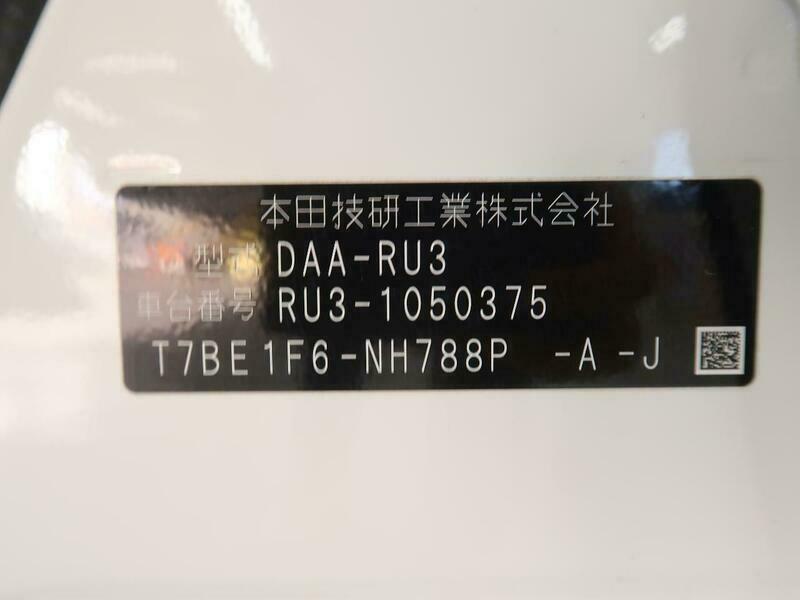 本田技研工業株式会社
型式 DAA-RU3
車台番号 RU3-1050375
T7BE1F6-NH788P -A -J